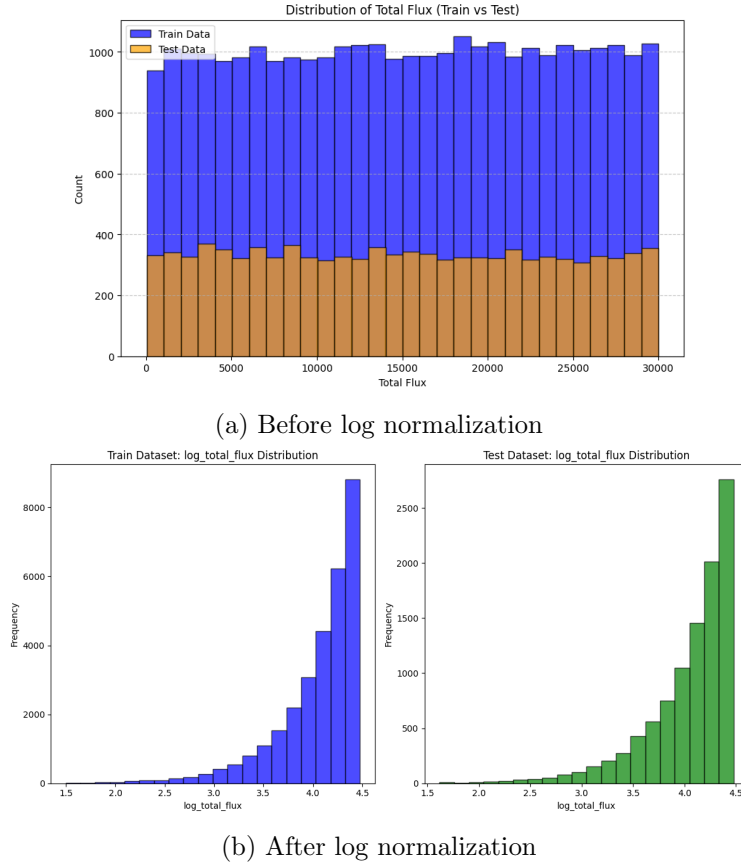 Distribution of Total Flux (Train vs Test)
Train Data
Test Data
1000
800
600
400
200
0
Count
0 5000 10000 15000 20000 25000 30000
Total Flux
(a) Before log normalization
Train Dataset: log_total_flux Distribution
8000
6000
4000
2000
0
Frequency
1.5 2.0 2.5 3.0 3.5 4.0 4.5
log_total_flux
Test Dataset: log_total_flux Distribution
2500
2000
1500
1000
500
0
Frequency
2.0 2.5 3.0 3.5 4.0 4.5
log_total_flux
(b) After log normalization